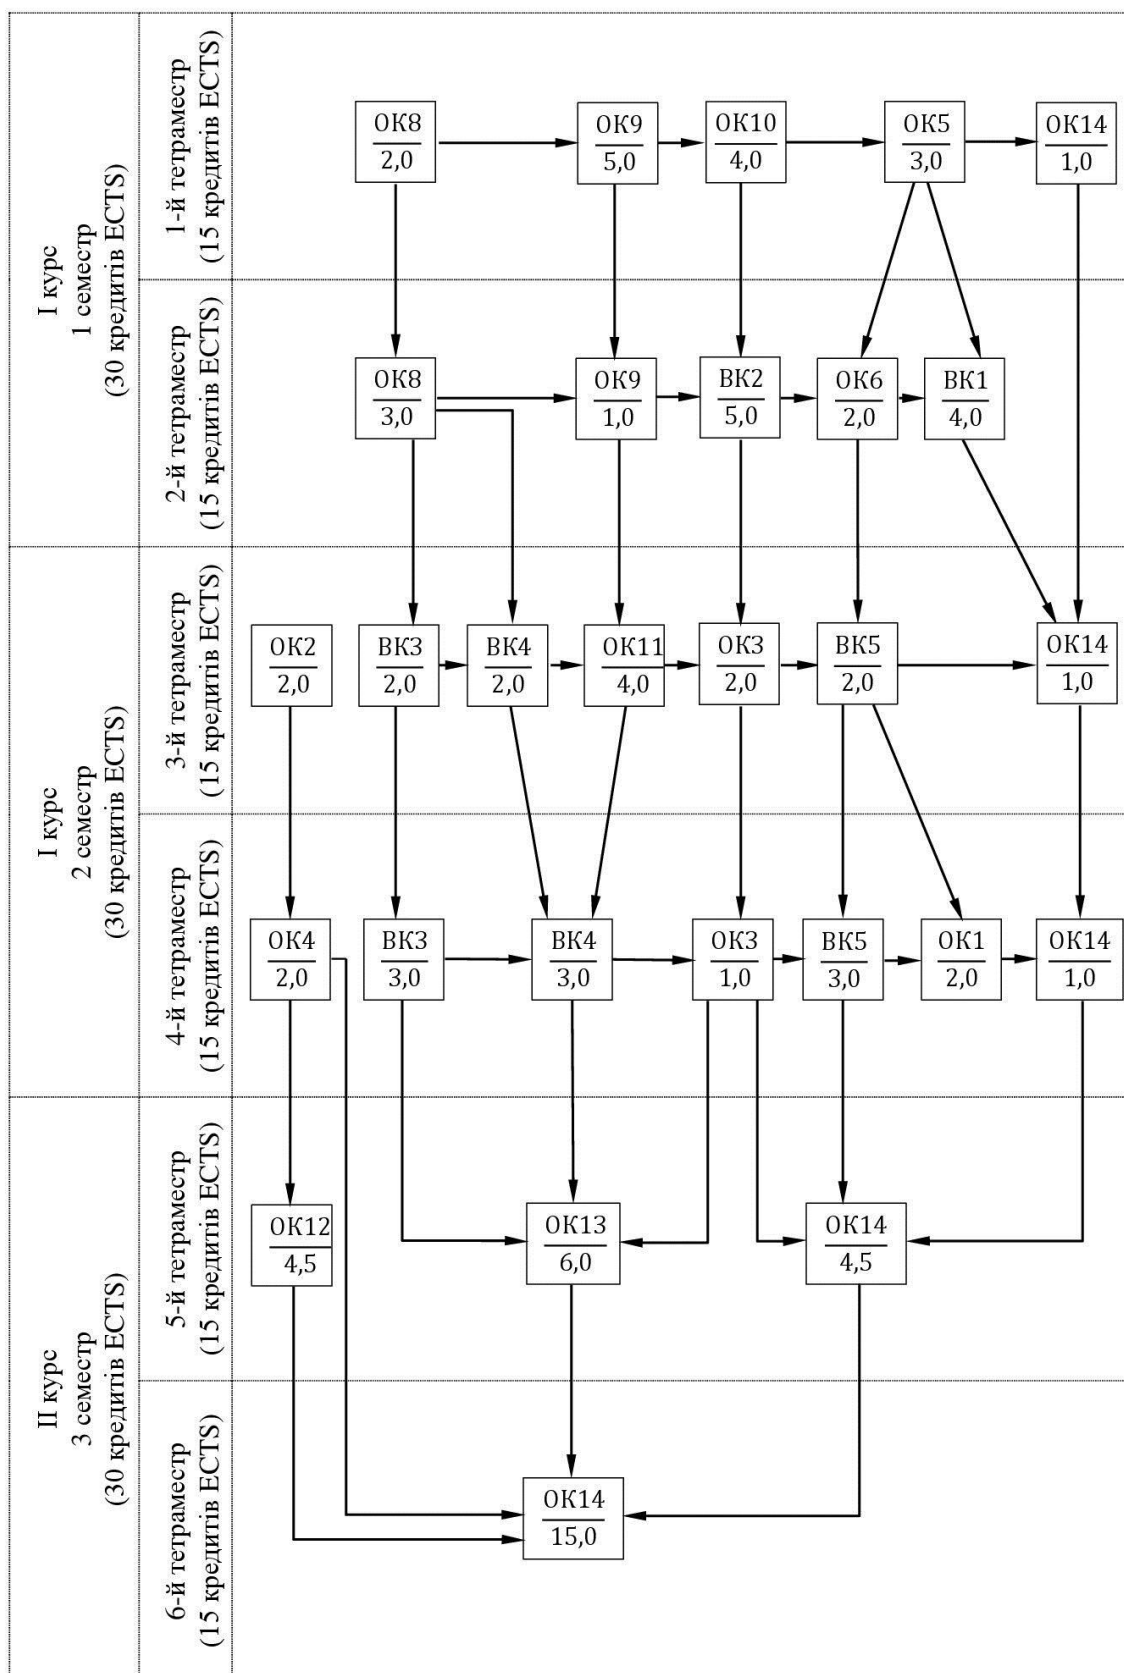 I курс
1 семестр
(30 кредитів ECTS)
1-й тетраместр
(15 кредитів ECTS)
ОК8
2,0
ОК9
5,0
ОК10
4,0
ОК5
3,0
ОК14
1,0
2-й тетраместр
(15 кредитів ECTS)
ОК8
3,0
ОК9
1,0
ВК2
5,0
ОК6
2,0
ВК1
4,0
I курс
2 семестр
(30 кредитів ECTS)
3-й тетраместр
(15 кредитів ECTS)
ОК2
2,0
ВК3
2,0
ВК4
2,0
ОК11
4,0
ОК3
2,0
ВК5
2,0
ОК14
1,0
4-й тетраместр
(15 кредитів ECTS)
ОК4
2,0
ВК3
3,0
ВК4
3,0
ОК3
1,0
ВК5
3,0
ОК1
2,0
ОК14
1,0
II курс
3 семестр
(30 кредитів ECTS)
5-й тетраместр
(15 кредитів ECTS)
ОК12
4,5
ОК13
6,0
ОК14
4,5
6-й тетраместр
(15 кредитів ECTS)
ОК14
15,0